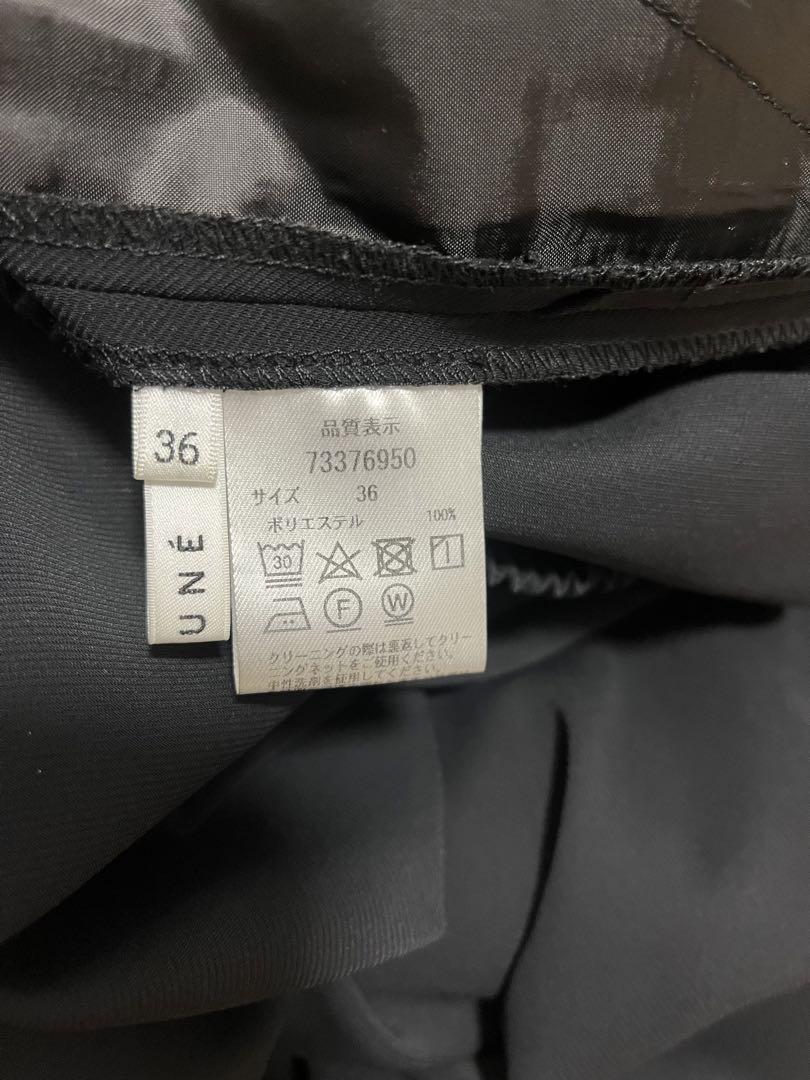 36
UNÉ
品質表示
73376950
サイズ 36
ポリエステル 100%
30
F W
クリーニングの際は裏返してクリー
ニングネットをご使用ください。
中性洗剤を使用してください。